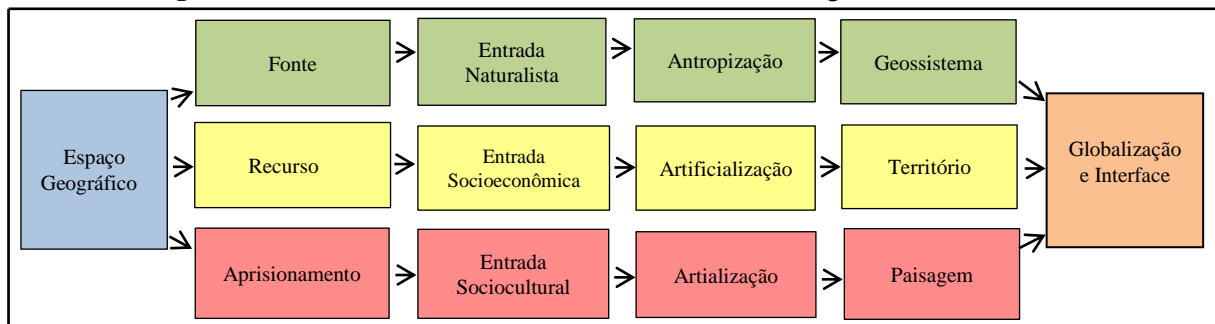 Fonte
Entrada
Naturalista
Antropização
Geossistema
Espaço
Geográfico
Recurso
Entrada
Socioeconômica
Artificialização
Território
Globalização
e Interface
Aprisionamento
Entrada
Sociocultural
Artialização
Paisagem